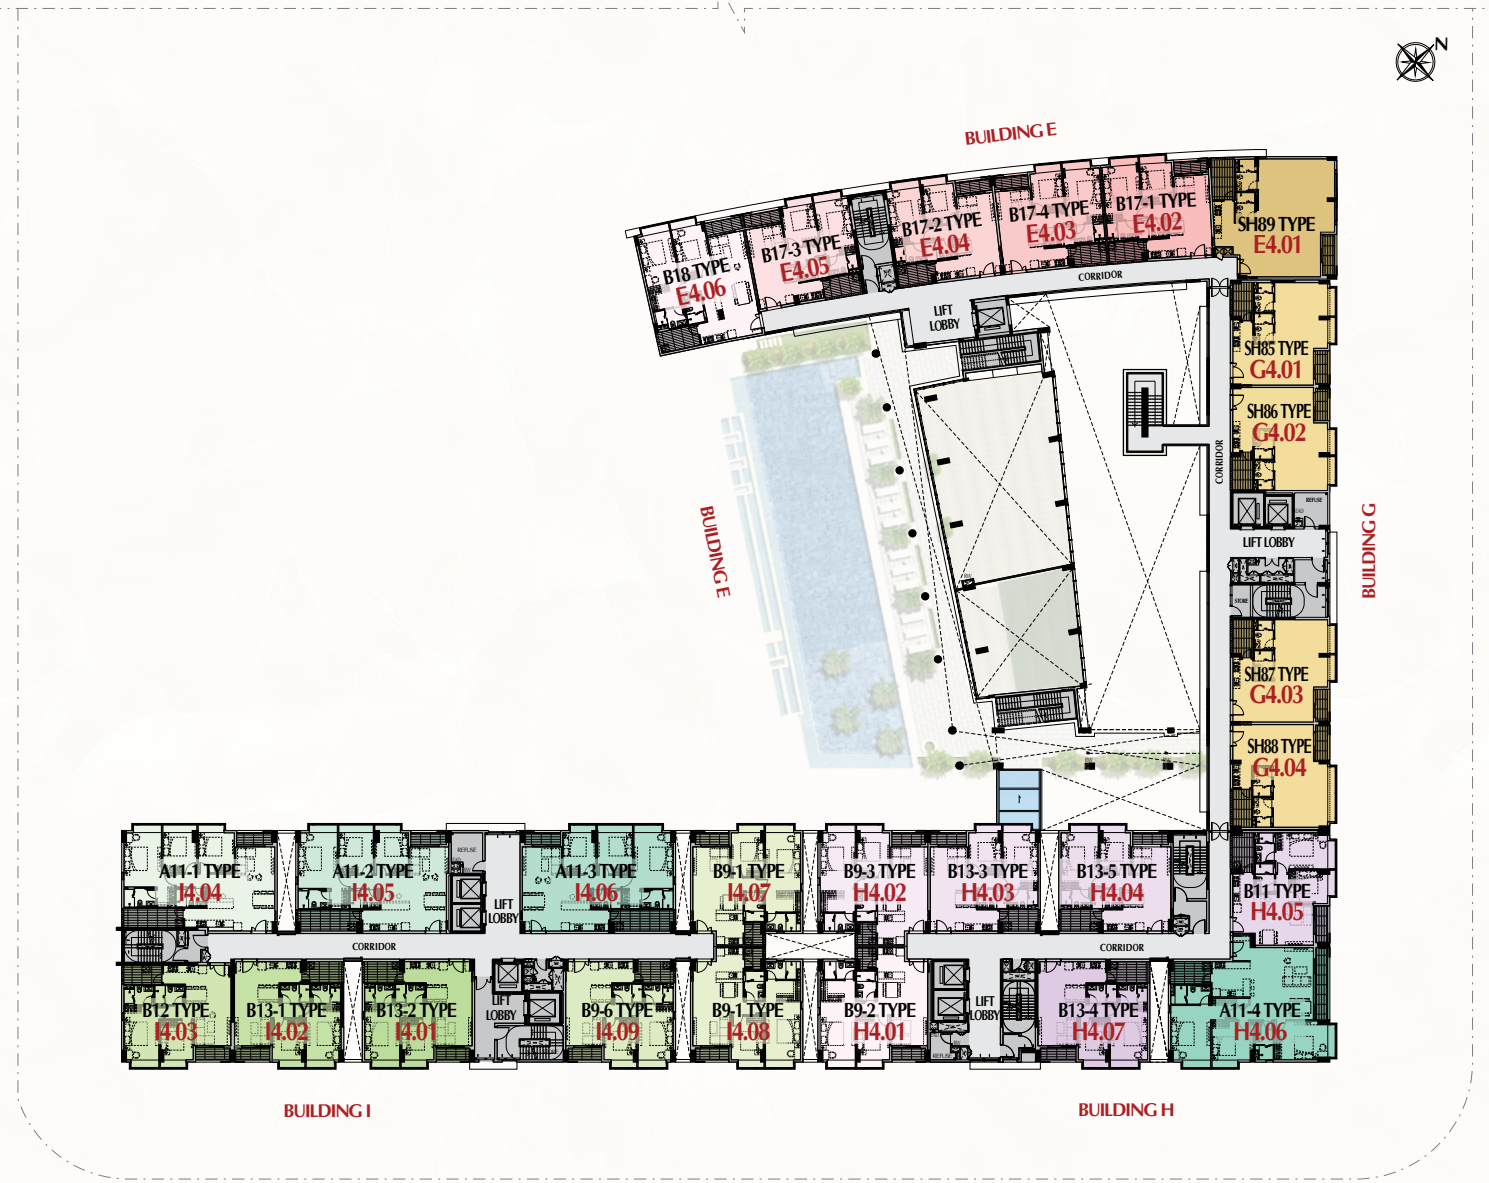 N
BUILDING E
SH89 TYPE
E4.01
B17-1 TYPE
E4.02
B17-4 TYPE
E4.03
B17-2 TYPE
E4.04
B17-3 TYPE
E4.05
B18 TYPE
E4.06
CORRIDOR
LIFT
LOBBY
SH85 TYPE
G4.01
SH86 TYPE
G4.02
CORRIDOR
REFUSE
LIFT LOBBY
STORE
BUILDING G
BUILDING E
SH87 TYPE
G4.03
SH88 TYPE
G4.04
A11-1 TYPE
I4.04
A11-2 TYPE
I4.05
REFUSE
LIFT
LOBBY
A11-3 TYPE
I4.06
B9-1 TYPE
I4.07
B9-3 TYPE
H4.02
B13-3 TYPE
H4.03
B13-5 TYPE
H4.04
B11 TYPE
H4.05
CORRIDOR
CORRIDOR
B12 TYPE
I4.03
B13-1 TYPE
I4.02
B13-2 TYPE
I4.01
LIFT
LOBBY
B9-6 TYPE
I4.09
B9-1 TYPE
I4.08
B9-2 TYPE
H4.01
LIFT
LOBBY
REFUSE
B13-4 TYPE
H4.07
A11-4 TYPE
H4.06
BUILDING I
BUILDING H